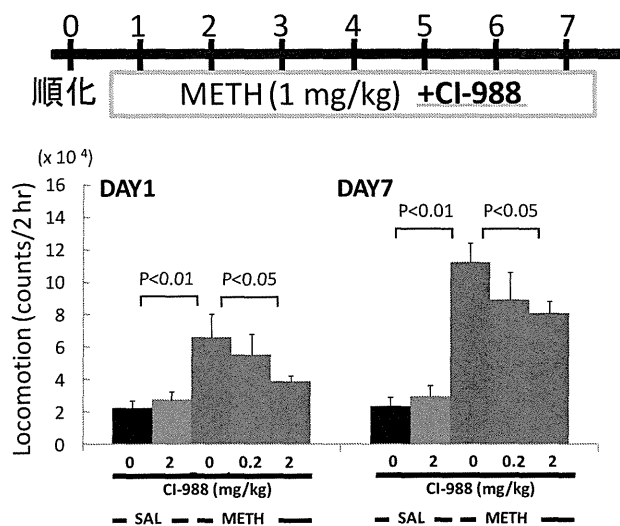 0 1 2 3 4 5 6 7
順化 METH (1 mg/kg) +CI-988
(x 10 4)
Locomotion (counts/2 hr)
16
14
12
10
8
6
4
2
0
DAY1
P<0.01 P<0.05
0 2 0 0.2 2
CI-988 (mg/kg)
SAL METH
DAY7
P<0.01 P<0.05
0 2 0 0.2 2
CI-988 (mg/kg)
SAL METH